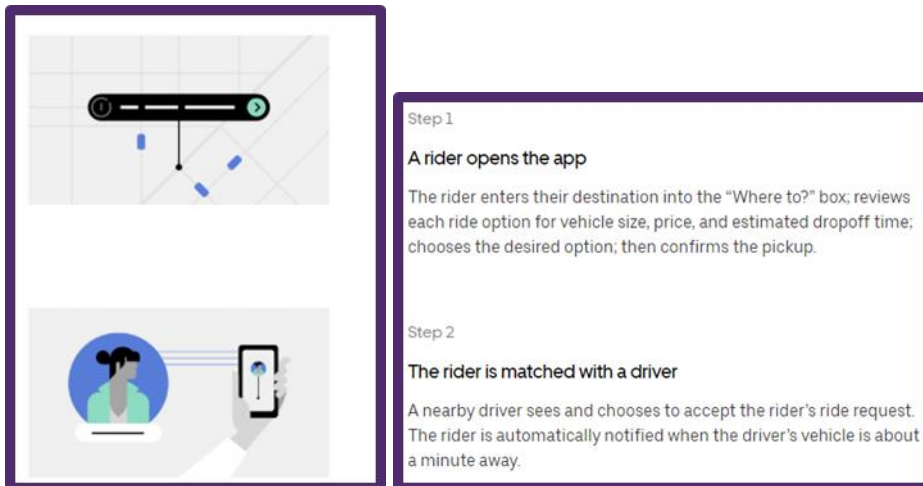 Step 1
A rider opens the app
The rider enters their destination into the “Where to?” box; reviews
each ride option for vehicle size, price, and estimated dropoff time;
chooses the desired option; then confirms the pickup.
Step 2
The rider is matched with a driver
A nearby driver sees and chooses to accept the rider’s ride request.
The rider is automatically notified when the driver’s vehicle is about
a minute away.